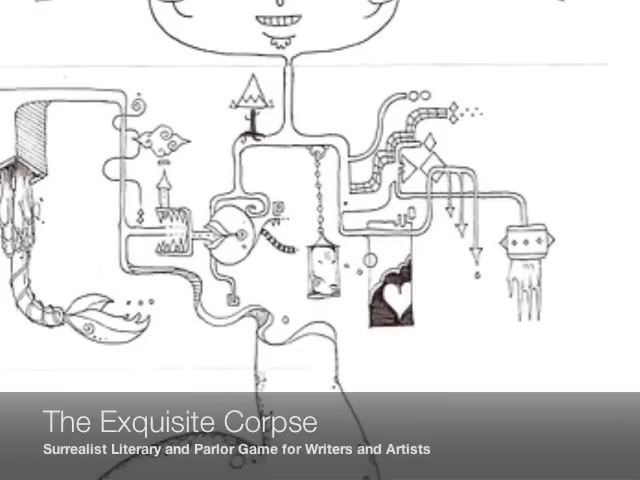 The Exquisite Corpse
Surrealist Literary and Parlor Game for Writers and Artists